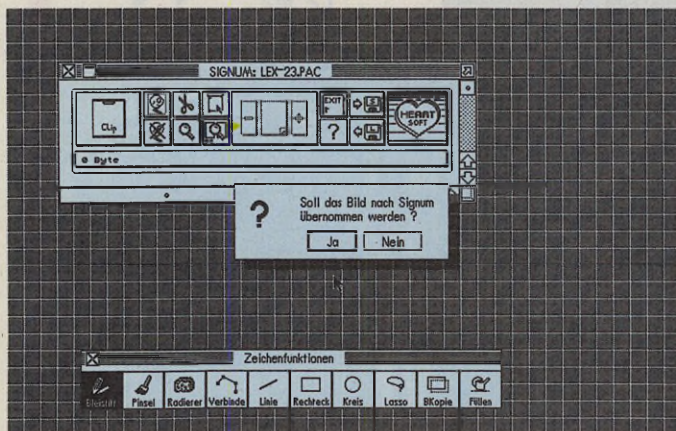 SIGNUM: LEX-23.PAC
CLip
EXIT
S
HEART
SOFT
?
L
0 Byte
?
Soll das Bild nach Signum
übernommen werden ?
Ja
Nein
Zeichenfunktionen
Bleistift
Pinsel
Radierer
Verbinde
Linie
Rechteck
Kreis
Lasso
BKopie
Füllen